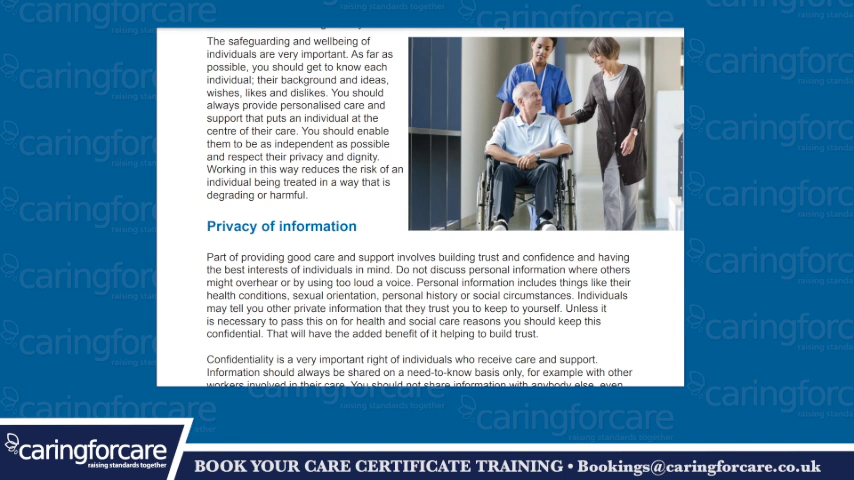 The safeguarding and wellbeing of
individuals are very important. As far as
possible, you should get to know each
individual; their background and ideas,
wishes, likes and dislikes. You should
always provide personalised care and
support that puts an individual at the
centre of their care. You should enable
them to be as independent as possible
and respect their privacy and dignity.
Working in this way reduces the risk of an
individual being treated in a way that is
degrading or harmful.
Privacy of information
Part of providing good care and support involves building trust and confidence and having
the best interests of individuals in mind. Do not discuss personal information where others
might overhear or by using too loud a voice. Personal information includes things like their
health conditions, sexual orientation, personal history or social circumstances. Individuals
may tell you other private information that they trust you to keep to yourself. Unless it
is necessary to pass this on for health and social care reasons you should keep this
confidential. That will have the added benefit of it helping to build trust.
Confidentiality is a very important right of individuals who receive care and support.
Information should always be shared on a need-to-know basis only, for example with other
workers involved in their care. You should not share information with anybody else, even
caringforcare
raising standards together
BOOK YOUR CARE CERTIFICATE TRAINING • Bookings@caringforcare.co.uk